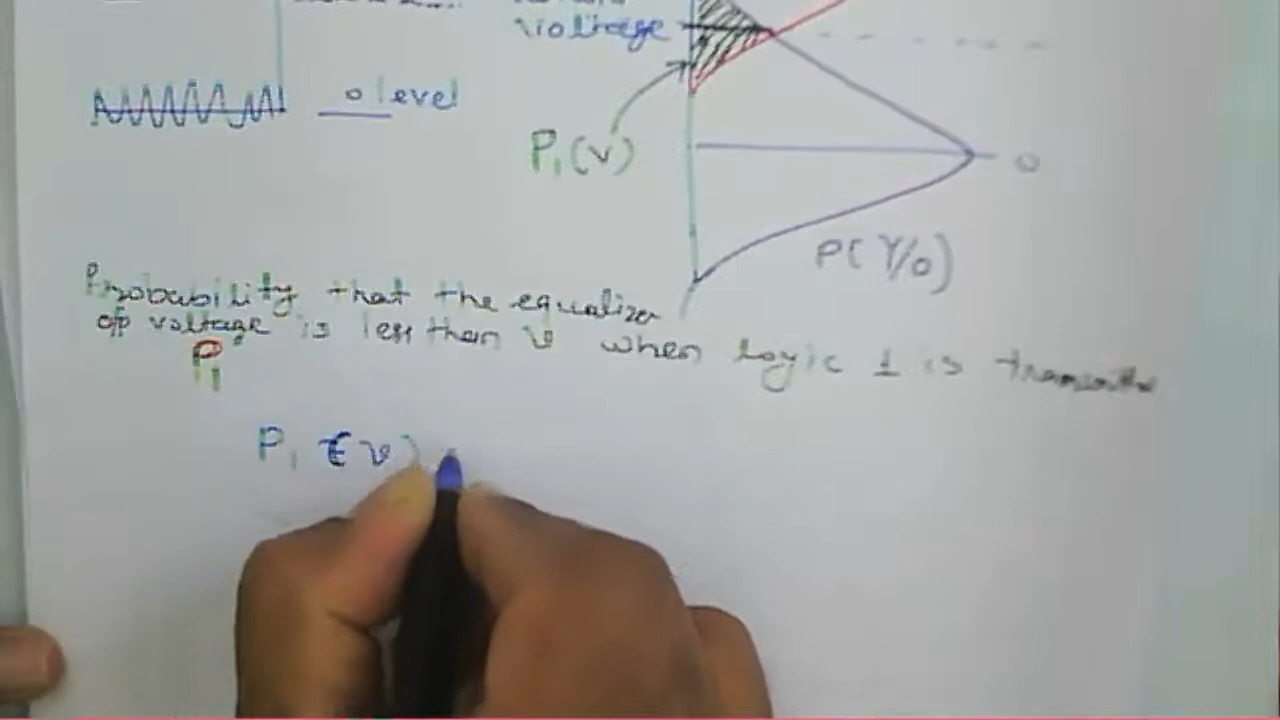 voltage
0 level
P1(v)
0
P(Y/0)
Probability that the equalizer
o/p voltage is less than v when logic 1 is
P1
P1 (v)